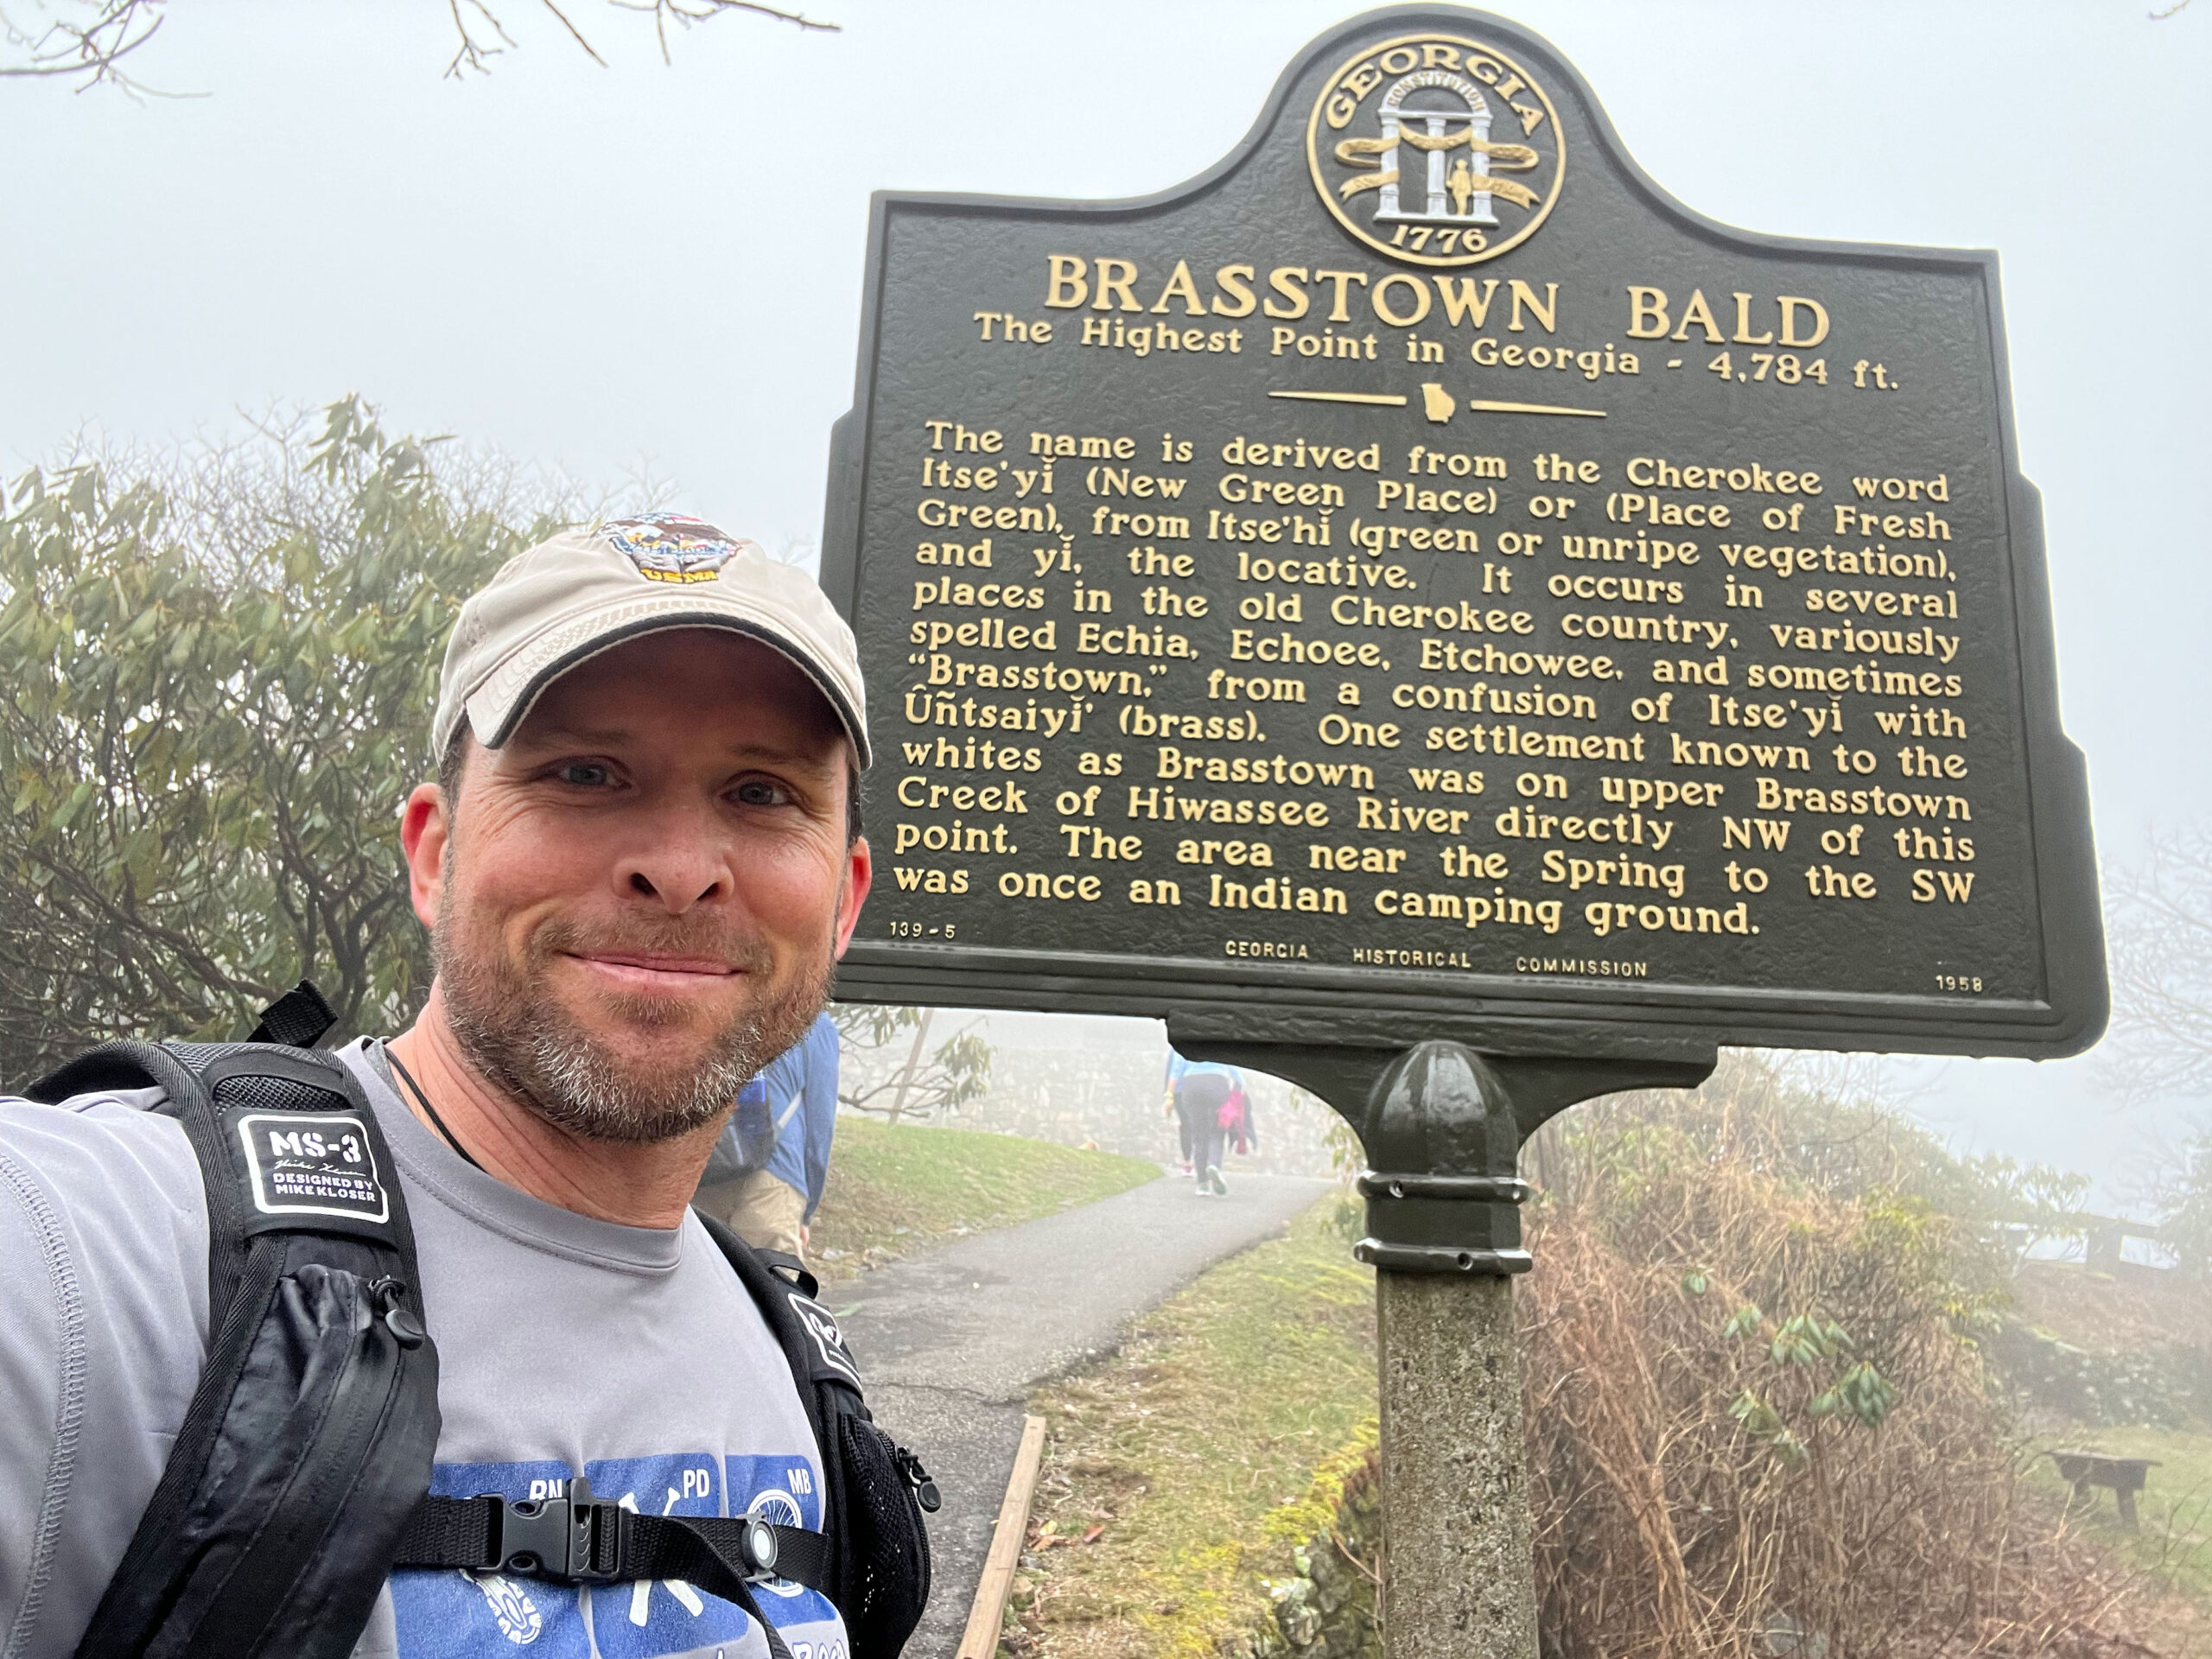 GEORGIA
CONSTITUTION
1776
BRASSTOWN BALD
The Highest Point in Georgia - 4,784 ft.
The name is derived from the Cherokee word
Itse'yĭ (New Green Place) or (Place of Fresh
Green), from Itse'hĭ (green or unripe vegetation),
and yĭ, the locative. It occurs in several
places in the old Cherokee country, variously
spelled Echia, Echoee, Etchowee, and sometimes
“Brasstown,” from a confusion of Itse'yĭ with
Ûñtsaiyĭ' (brass). One settlement known to the
whites as Brasstown was on upper Brasstown
Creek of Hiwassee River directly NW of this
point. The area near the Spring to the SW
was once an Indian camping ground.
139-5
GEORGIA HISTORICAL COMMISSION
1958
USMA
MS-3
Mike Kloser
DESIGNED BY
MIKE KLOSER
RN
PD
MB